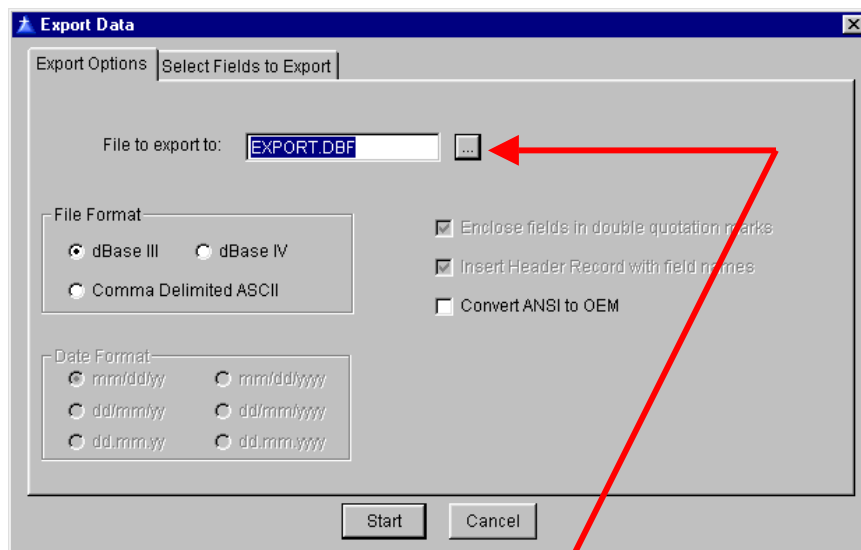 Export Data
Export Options Select Fields to Export
File to export to: EXPORT.DBF ...
File Format
dBase III dBase IV
Comma Delimited ASCII
Enclose fields in double quotation marks
Insert Header Record with field names
Convert ANSI to OEM
Date Format
mm/dd/yy mm/dd/yyyy
dd/mm/yy dd/mm/yyyy
dd.mm.yy dd.mm.yyyy
Start Cancel